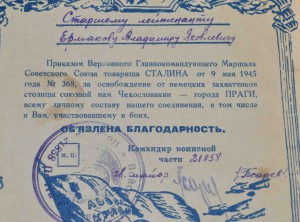 Старшему лейтенанту
Ермакову Владимиру Яковлевичу
Приказом Верховного Главнокомандующего Маршала
Советского Союза товарища СТАЛИНА от 9 мая 1945
года № 368, за освобождение от немецких захватчиков
столицы союзной нам Чехословакии — города ПРАГИ,
всему личному составу нашего соединения, в том числе
и Вам, участвовавшему в боях,
ОБЪЯВЛЕНА БЛАГОДАРНОСТЬ.
М. П.
Командир воинской
части 21858
майор